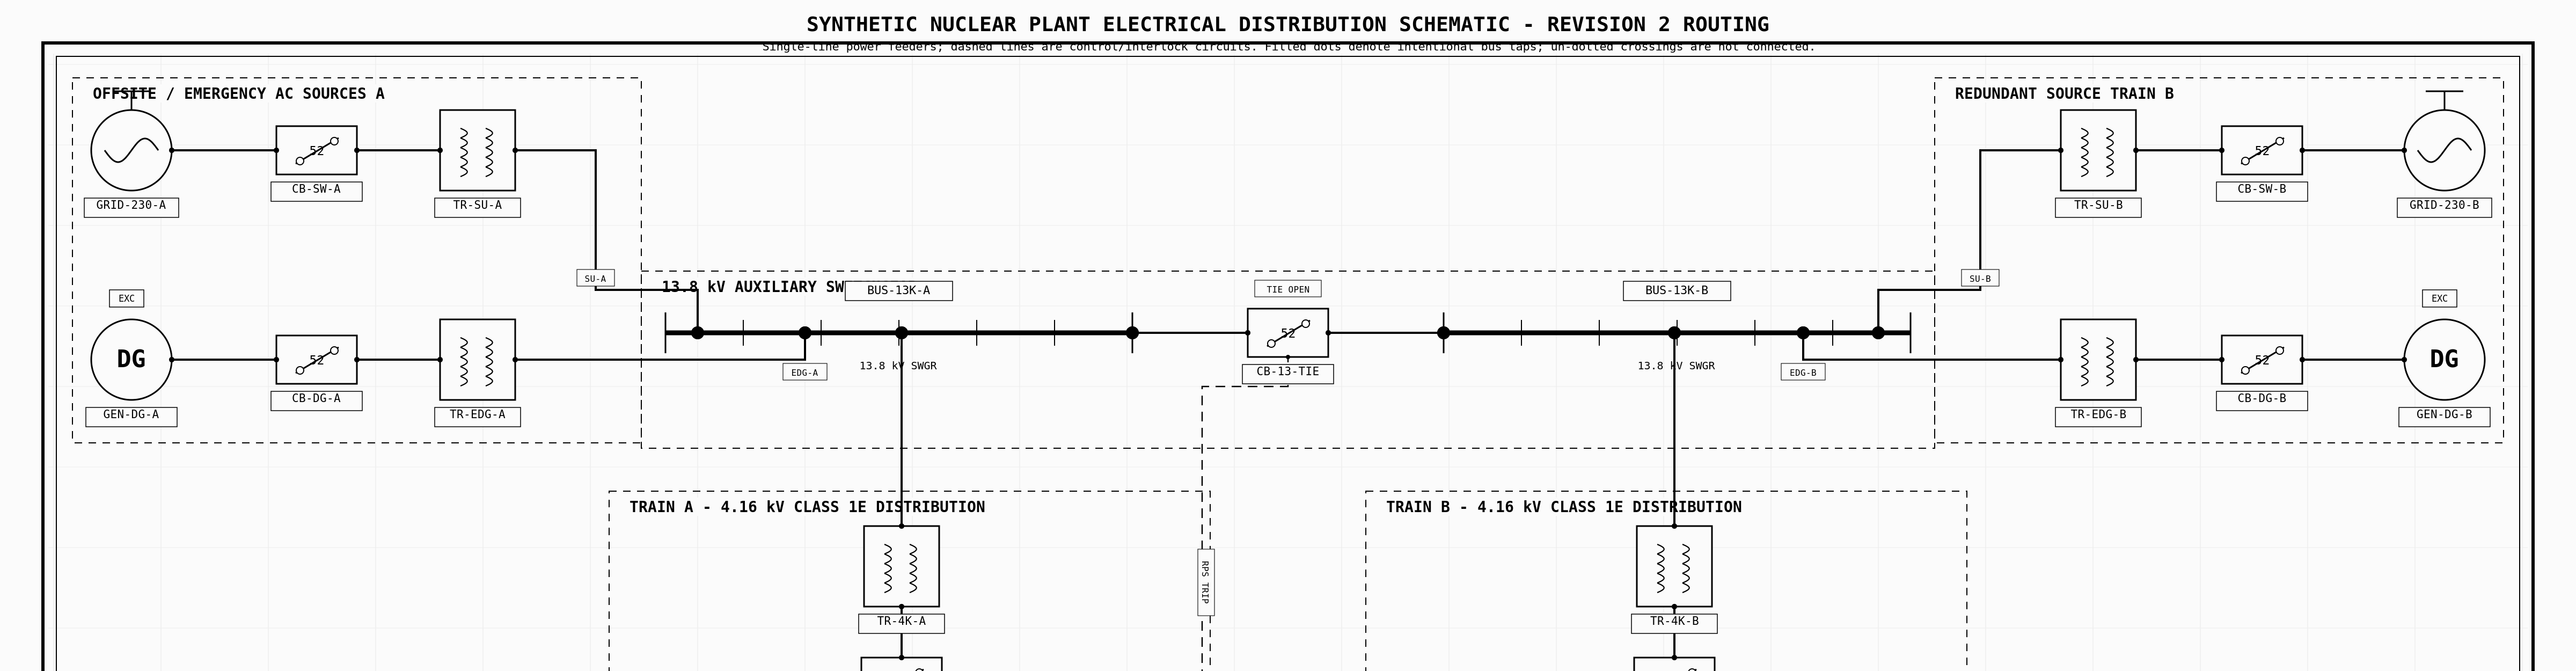 SYNTHETIC NUCLEAR PLANT ELECTRICAL DISTRIBUTION SCHEMATIC - REVISION 2 ROUTING
Single-line power feeders; dashed lines are control/interlock circuits. Filled dots denote intentional bus taps; un-dotted crossings are not connected.
OFFSITE / EMERGENCY AC SOURCES A
REDUNDANT SOURCE TRAIN B
52
52
CB-SW-A
CB-SW-B
GRID-230-A
TR-SU-A
TR-SU-B
GRID-230-B
SU-A
SU-B
13.8 kV AUXILIARY SW
BUS-13K-A
TIE OPEN
BUS-13K-B
EXC
EXC
52
DG
52
52
DG
13.8 kV SWGR
13.8 kV SWGR
EDG-A
CB-13-TIE
EDG-B
CB-DG-A
CB-DG-B
GEN-DG-A
TR-EDG-A
TR-EDG-B
GEN-DG-B
TRAIN A - 4.16 kV CLASS 1E DISTRIBUTION
TRAIN B - 4.16 kV CLASS 1E DISTRIBUTION
RPS TRIP
TR-4K-A
TR-4K-B